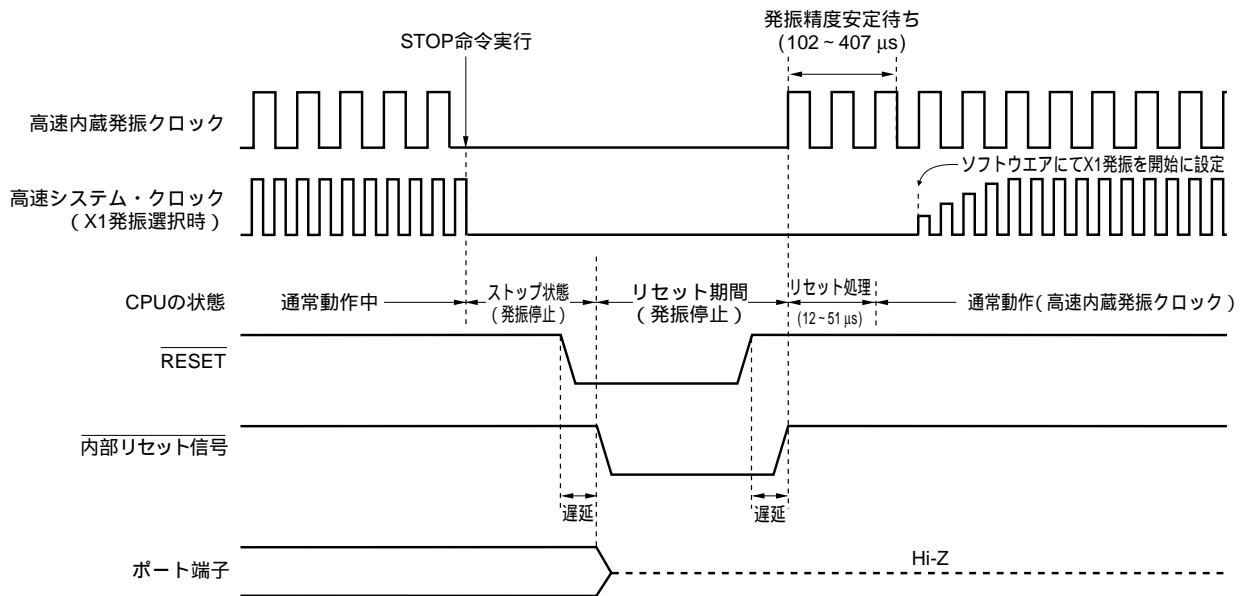 発振精度安定待ち
(102 ~ 407 μs)
STOP命令実行
高速内蔵発振クロック
ソフトウエアにてX1発振を開始に設定
高速システム・クロック
（X1発振選択時）
CPUの状態
通常動作中
ストップ状態
（発振停止）
リセット期間
（発振停止）
リセット処理
(12~51 μs)
通常動作（高速内蔵発振クロック）
RESET
内部リセット信号
遅延
遅延
ポート端子
Hi-Z